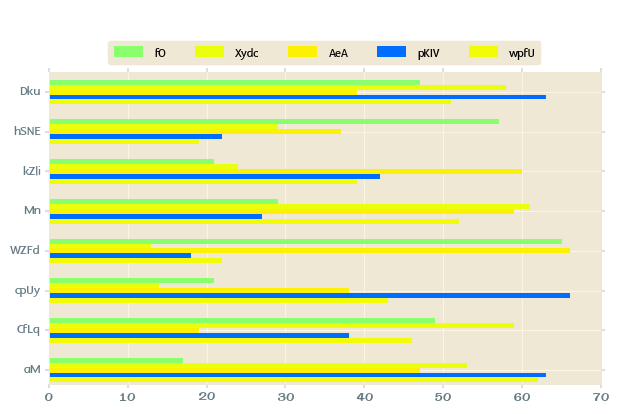 fO Xydc AeA pKIV wpfU
Dku
hSNE
kZli
Mn
WZFd
cpUy
CfLq
aM
0 10 20 30 40 50 60 70